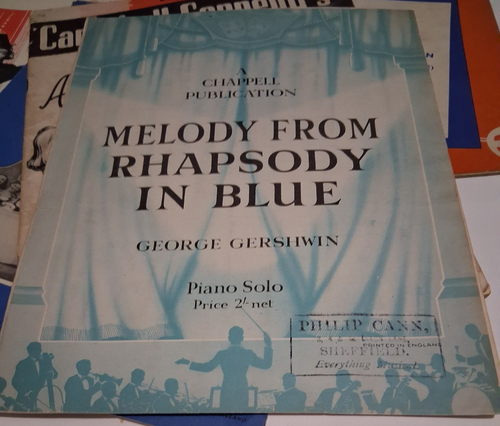 A
CHAPPELL
PUBLICATION
MELODY FROM
RHAPSODY
IN BLUE
GEORGE GERSHWIN
Piano Solo
Price 2/- net
PHILIP CANN,
PRINTED IN ENGLAND
SHEFFIELD.
Everything Musical